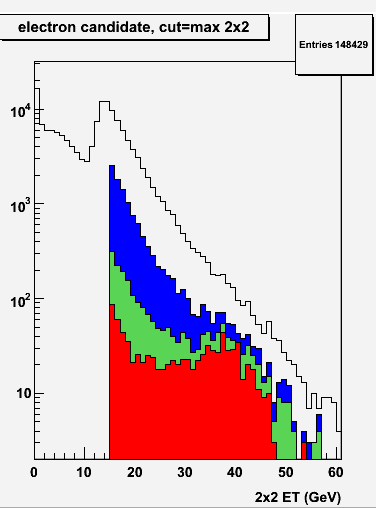 electron candidate, cut=max 2x2
Entries 148429
10⁴
10³
10²
10
0 10 20 30 40 50 60
2x2 ET (GeV)